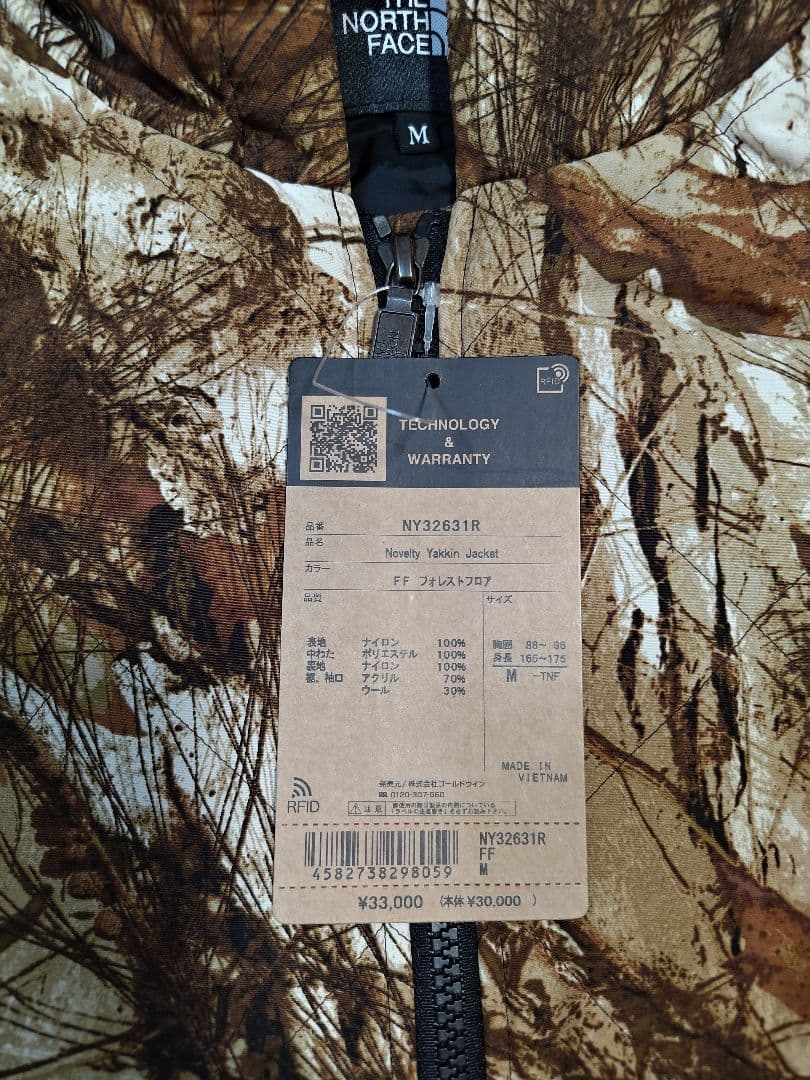 THE
NORTH
FACE
M
RFID
TECHNOLOGY
&
WARRANTY
品番 NY32631R
品名
Novelty Yakkin Jacket
カラー
FF フォレストフロア
品質 サイズ
表地 ナイロン 100%
中わた ポリエステル 100%
裏地 ナイロン 100%
裾、袖口 アクリル 70%
ウール 30%
胸囲 88～ 96
身長 165～175
M -TNF
MADE IN
VIETNAM
RFID
発売元/株式会社ゴールドウイン
0120-307-560
注意
NY32631R
FF
M
4582738298059
¥33,000 (本体 ¥30,000 )